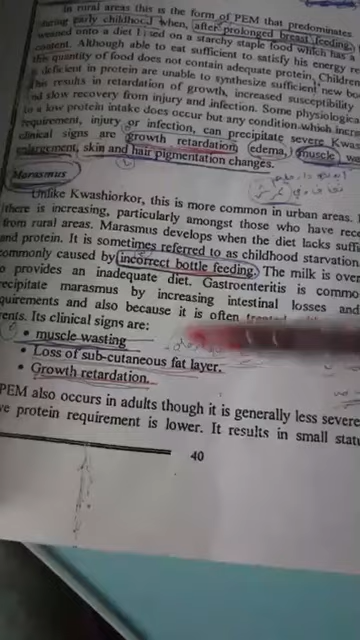 In rural areas this is the form of PEM that predominates
during early childhood when, after prolonged breast feeding,
weaned onto a diet based on a starchy staple food which has a
content. Although able to eat sufficient to satisfy his energy
this quantity of food does not contain adequate protein, Children
deficient in protein are unable to synthesize sufficient new
This results in retardation of growth, increased susceptibility
and slow recovery from injury and infection. Some physiologica
to a low protein intake does occur but any condition which incre
requirement, injury or infection, can precipitate severe Kwas
clinical signs are growth retardation (edema,) muscle w
enlargement, skin and hair pigmentation changes.
Marasmus
Unlike Kwashiorkor, this is more common in urban areas.
there is increasing, particularly amongst those who have rece
from rural areas. Marasmus develops when the diet lacks suffi
and protein. It is sometimes referred to as childhood starvation
commonly caused by incorrect bottle feeding. The milk is over
o provides an inadequate diet. Gastroenteritis is commo
recipitate marasmus by increasing intestinal losses and
quirements and also because it is often
ents. Its clinical signs are:
• muscle wasting
• Loss of sub-cutaneous fat layer.
• Growth retardation.
PEM also occurs in adults though it is generally less severe
ve protein requirement is lower. It results in small statu
40